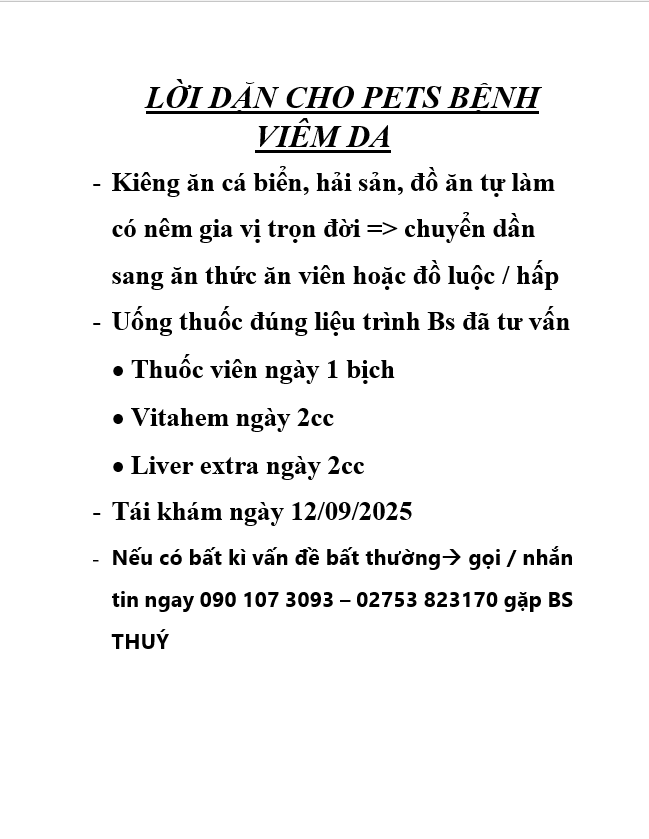 LỜI DẶN CHO PETS BỆNH
VIÊM DA
- Kiêng ăn cá biển, hải sản, đồ ăn tự làm
có nêm gia vị trọn đời => chuyển dần
sang ăn thức ăn viên hoặc đồ luộc / hấp
- Uống thuốc đúng liệu trình Bs đã tư vấn
• Thuốc viên ngày 1 bịch
• Vitahem ngày 2cc
• Liver extra ngày 2cc
- Tái khám ngày 12/09/2025
- Nếu có bất kì vấn đề bất thường→ gọi / nhắn
tin ngay 090 107 3093 – 02753 823170 gặp BS
THUÝ